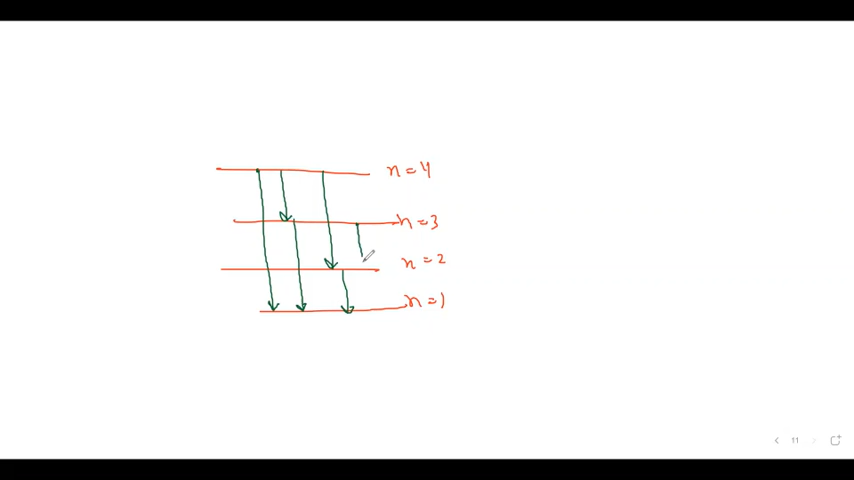 n = 4
n = 3
n = 2
n = 1
11